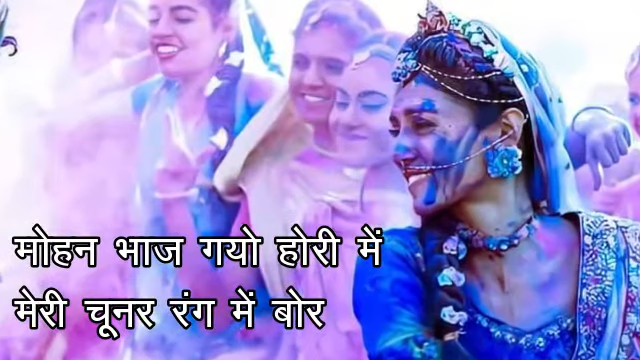 मोहन भाज गयो होरी में
मेरी चूनर रंग में बोर